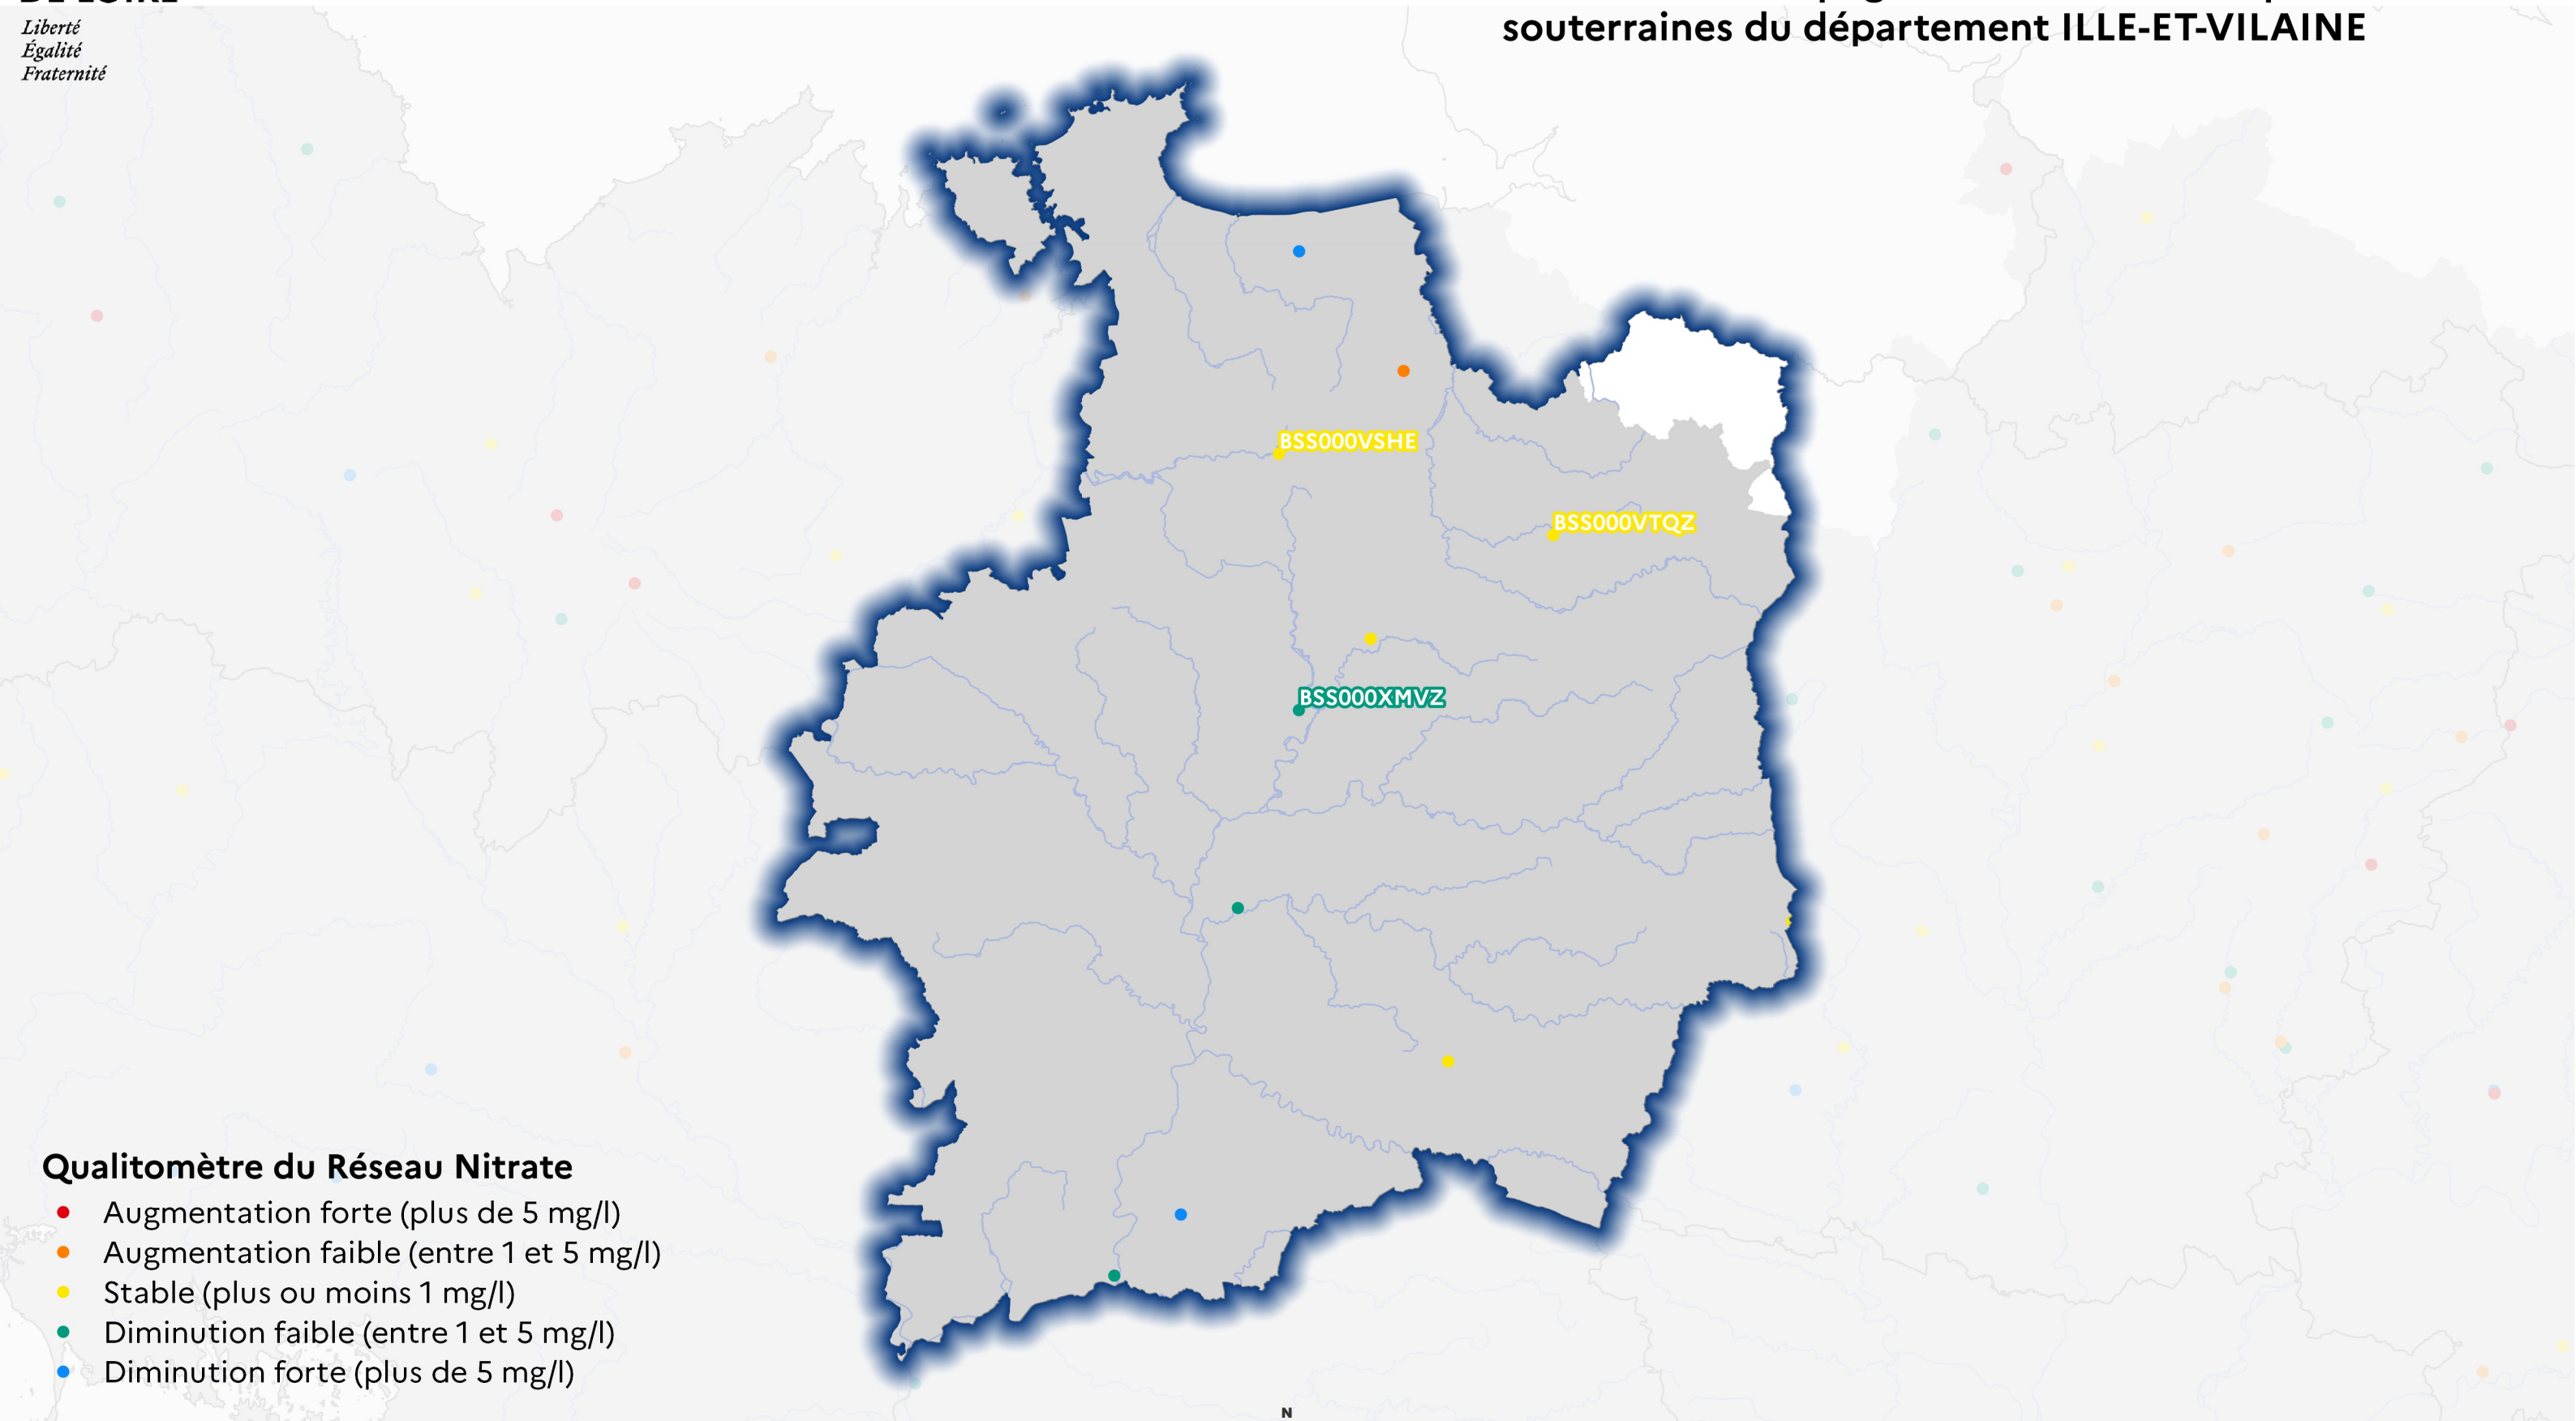 Liberté
Égalité
Fraternité
souterraines du département ILLE-ET-VILAINE
BSS000VSHE
BSS000VTQZ
BSS000XMVZ
Qualitomètre du Réseau Nitrate
Augmentation forte (plus de 5 mg/l)
Augmentation faible (entre 1 et 5 mg/l)
Stable (plus ou moins 1 mg/l)
Diminution faible (entre 1 et 5 mg/l)
Diminution forte (plus de 5 mg/l)
N